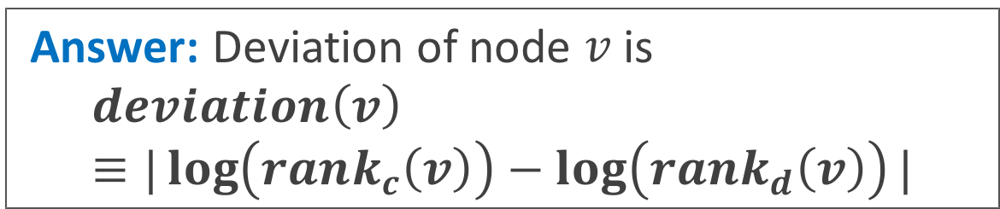 Answer: Deviation of node v is
deviation(v)
≡ | log(rank_c(v)) − log(rank_d(v)) |